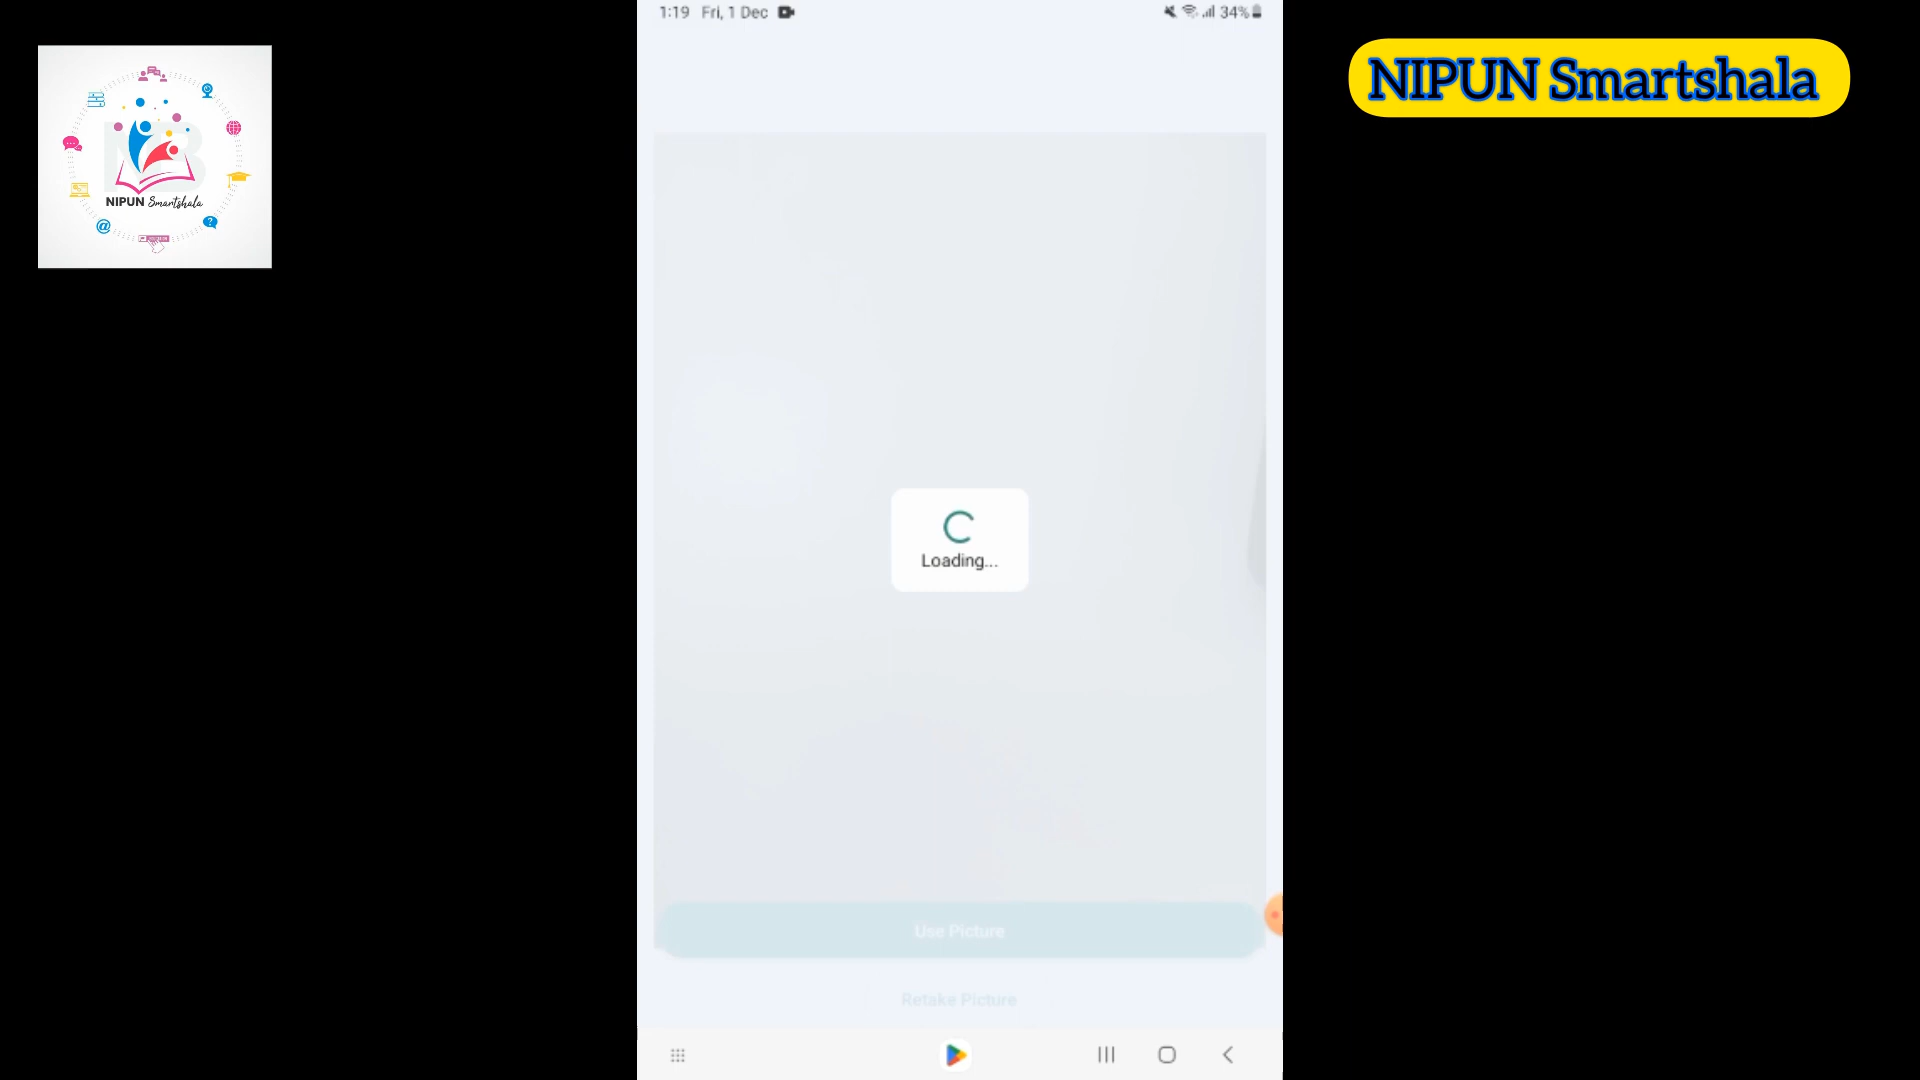 1:19 Fri, 1 Dec
34%
NIPUN Smartshala
NIPUN Smartshala
Loading...
Use Picture
Retake Picture